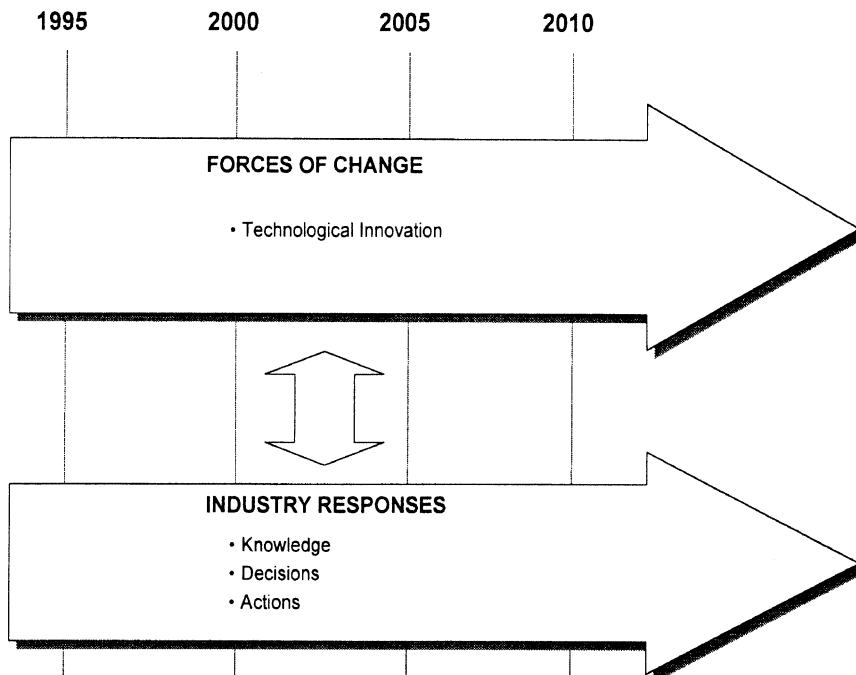 1995 2000 2005 2010
FORCES OF CHANGE
• Technological Innovation
INDUSTRY RESPONSES
• Knowledge
• Decisions
• Actions